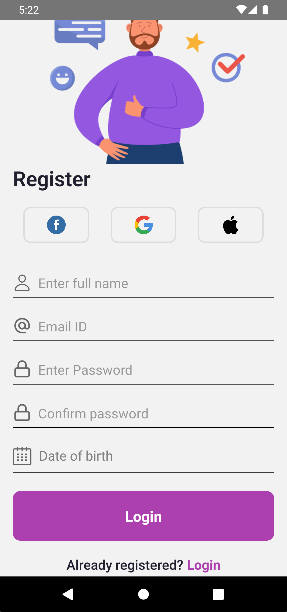 5:22
Register
Enter full name
Email ID
Enter Password
Confirm password
Date of birth
Login
Already registered? Login